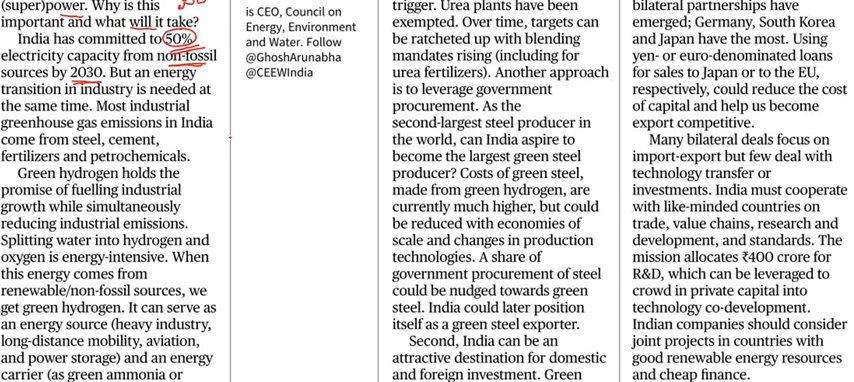 (super)power. Why is this
important and what will it take?
India has committed to 50%
electricity capacity from non-fossil
sources by 2030. But an energy
transition in industry is needed at
the same time. Most industrial
greenhouse gas emissions in India
come from steel, cement,
fertilizers and petrochemicals.
Green hydrogen holds the
promise of fuelling industrial
growth while simultaneously
reducing industrial emissions.
Splitting water into hydrogen and
oxygen is energy-intensive. When
this energy comes from
renewable/non-fossil sources, we
get green hydrogen. It can serve as
an energy source (heavy industry,
long-distance mobility, aviation,
and power storage) and an energy
carrier (as green ammonia or
is CEO, Council on
Energy, Environment
and Water. Follow
@GhoshArunabha
@CEEWIndia
trigger. Urea plants have been
exempted. Over time, targets can
be ratcheted up with blending
mandates rising (including for
urea fertilizers). Another approach
is to leverage government
procurement. As the
second-largest steel producer in
the world, can India aspire to
become the largest green steel
producer? Costs of green steel,
made from green hydrogen, are
currently much higher, but could
be reduced with economies of
scale and changes in production
technologies. A share of
government procurement of steel
could be nudged towards green
steel. India could later position
itself as a green steel exporter.
Second, India can be an
attractive destination for domestic
and foreign investment. Green
bilateral partnerships have
emerged; Germany, South Korea
and Japan have the most. Using
yen- or euro-denominated loans
for sales to Japan or to the EU,
respectively, could reduce the cost
of capital and help us become
export competitive.
Many bilateral deals focus on
import-export but few deal with
technology transfer or
investments. India must cooperate
with like-minded countries on
trade, value chains, research and
development, and standards. The
mission allocates ₹400 crore for
R&D, which can be leveraged to
crowd in private capital into
technology co-development.
Indian companies should consider
joint projects in countries with
good renewable energy resources
and cheap finance.